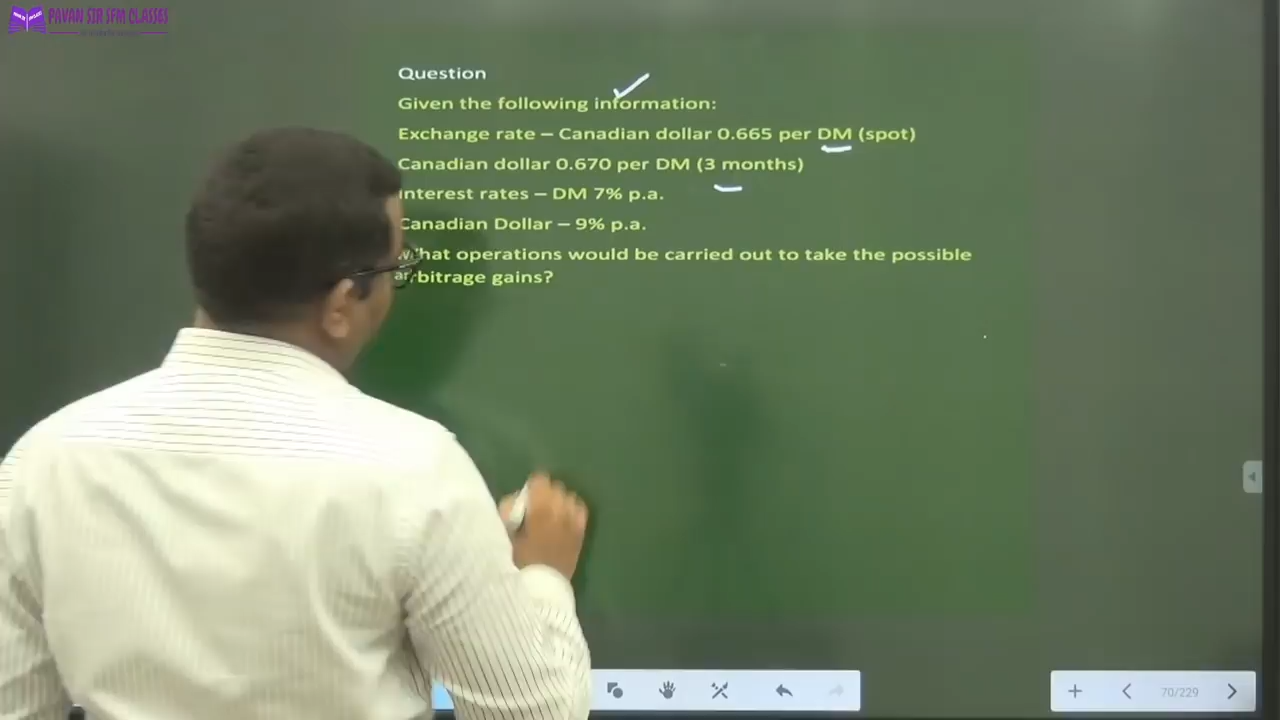 PAVAN SIR SFM CLASSES
Question
Given the following information:
Exchange rate – Canadian dollar 0.665 per DM (spot)
Canadian dollar 0.670 per DM (3 months)
Interest rates – DM 7% p.a.
Canadian Dollar – 9% p.a.
What operations would be carried out to take the possible
arbitrage gains?
70/229